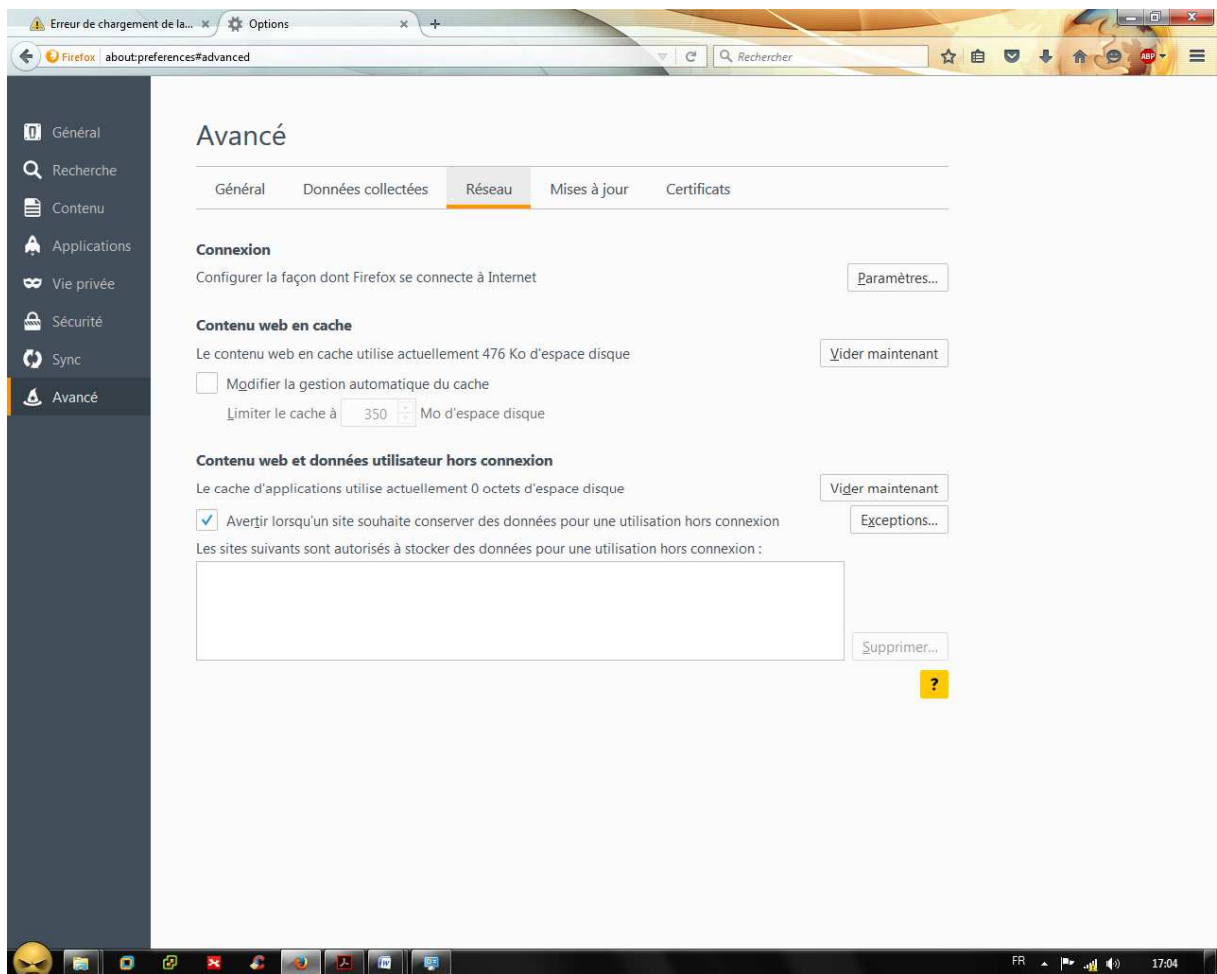 Erreur de chargement de la...
Options
Firefox
about:preferences#advanced
Rechercher
ABP
Général
Recherche
Contenu
Applications
Vie privée
Sécurité
Sync
Avancé
Avancé
Général Données collectées Réseau Mises à jour Certificats
Connexion
Configurer la façon dont Firefox se connecte à Internet
Paramètres...
Contenu web en cache
Le contenu web en cache utilise actuellement 476 Ko d'espace disque
Vider maintenant
Modifier la gestion automatique du cache
Limiter le cache à 350 Mo d'espace disque
Contenu web et données utilisateur hors connexion
Le cache d'applications utilise actuellement 0 octets d'espace disque
Vider maintenant
Avertir lorsqu'un site souhaite conserver des données pour une utilisation hors connexion
Exceptions...
Les sites suivants sont autorisés à stocker des données pour une utilisation hors connexion :
Supprimer...
?
FR
17:04